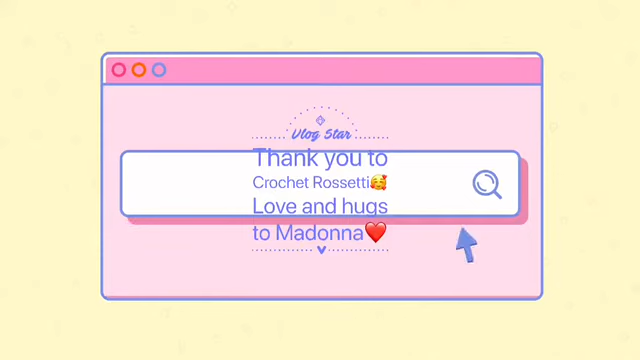 Vlog Star
Thank you to
Crochet Rossetti🥰
Love and hugs
to Madonna❤️